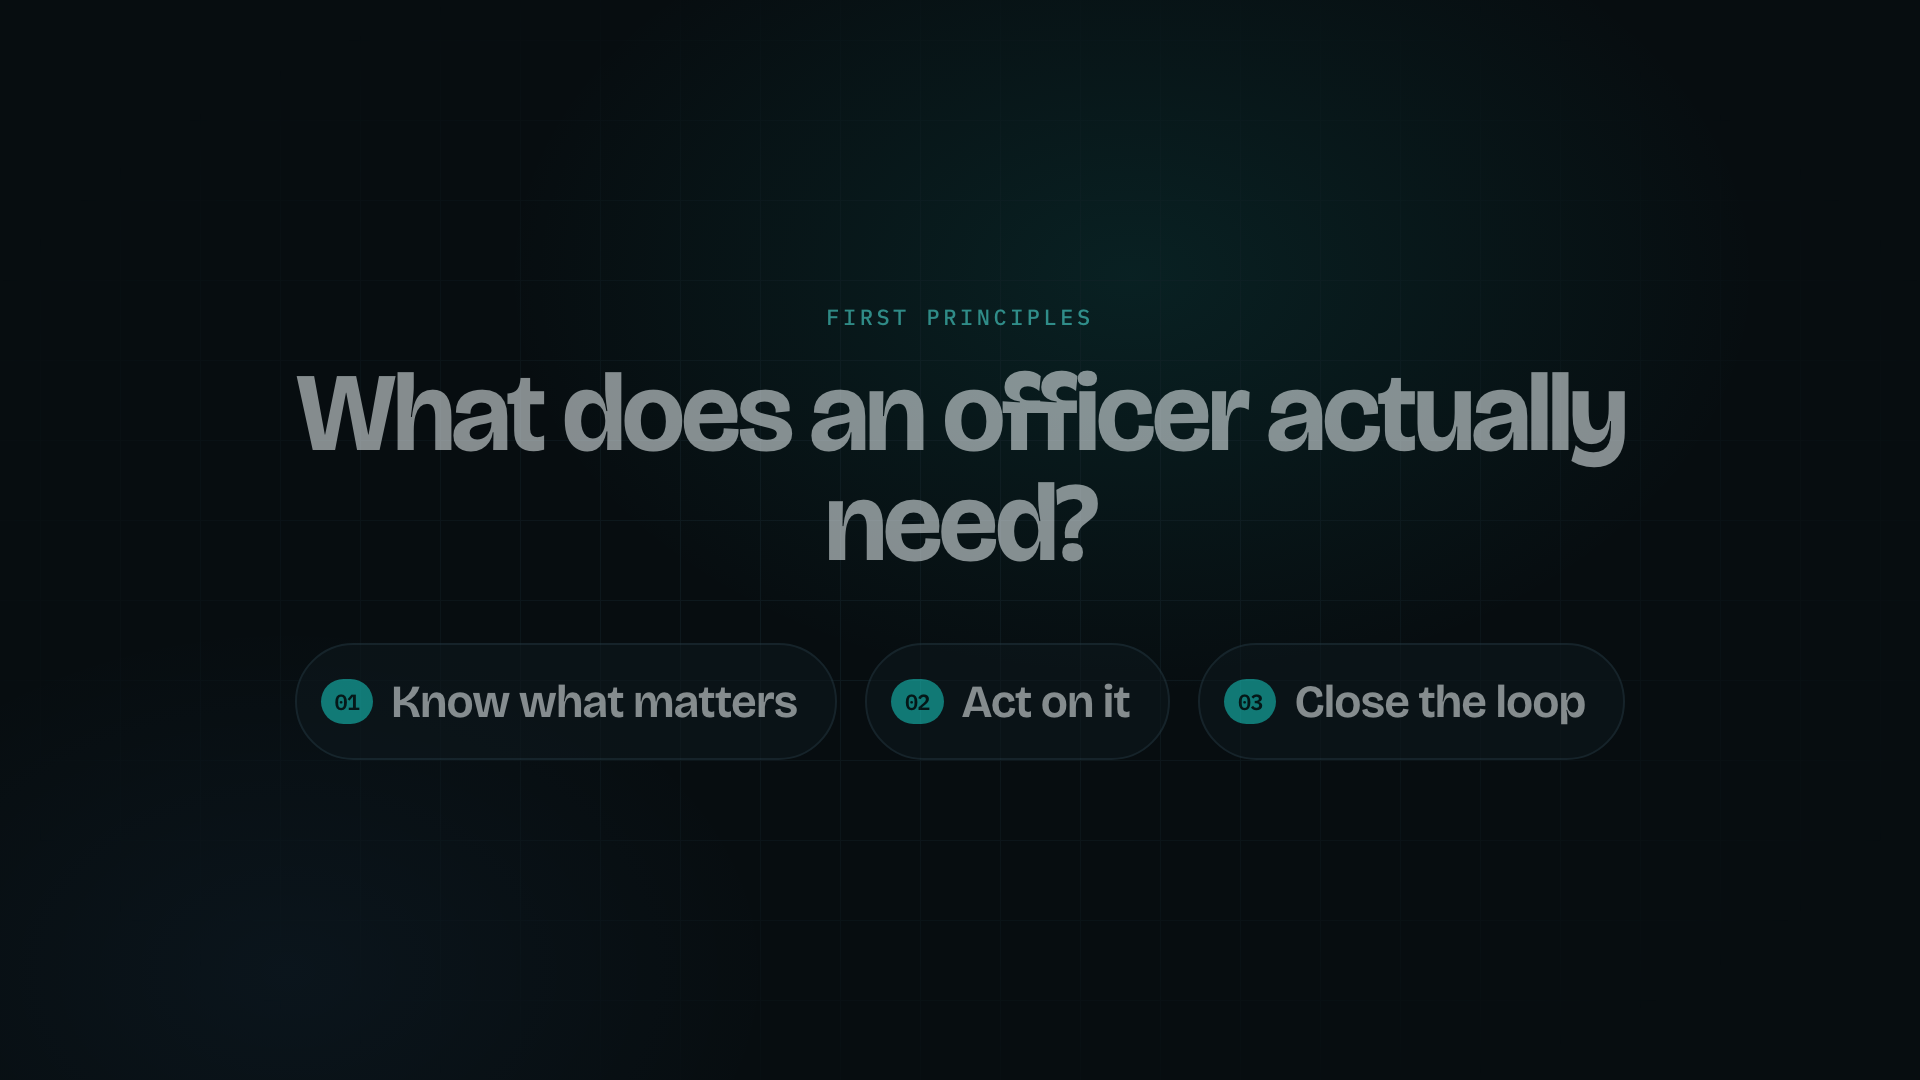 FIRST PRINCIPLES
What does an officer actually
need?
01 Know what matters
02 Act on it
03 Close the loop